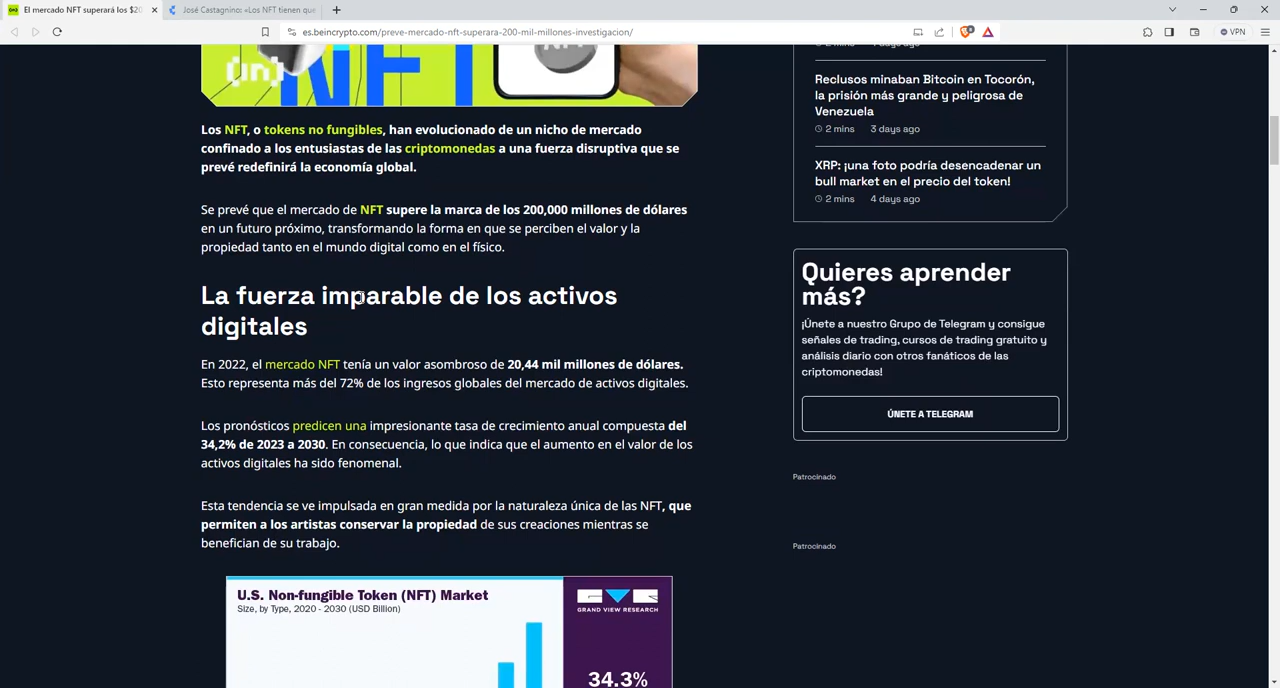 El mercado NFT superará los $20
José Castagnino: «Los NFT tienen que
es.beincrypto.com/preve-mercado-nft-superara-200-mil-millones-investigacion/
VPN
(in)
NFT
Los NFT, o tokens no fungibles, han evolucionado de un nicho de mercado
confinado a los entusiastas de las criptomonedas a una fuerza disruptiva que se
prevé redefinirá la economía global.
Se prevé que el mercado de NFT supere la marca de los 200,000 millones de dólares
en un futuro próximo, transformando la forma en que se perciben el valor y la
propiedad tanto en el mundo digital como en el físico.
La fuerza imparable de los activos
digitales
En 2022, el mercado NFT tenía un valor asombroso de 20,44 mil millones de dólares.
Esto representa más del 72% de los ingresos globales del mercado de activos digitales.
Los pronósticos predicen una impresionante tasa de crecimiento anual compuesta del
34,2% de 2023 a 2030. En consecuencia, lo que indica que el aumento en el valor de los
activos digitales ha sido fenomenal.
Esta tendencia se ve impulsada en gran medida por la naturaleza única de las NFT, que
permiten a los artistas conservar la propiedad de sus creaciones mientras se
benefician de su trabajo.
U.S. Non-fungible Token (NFT) Market
Size, by Type, 2020 - 2030 (USD Billion)
GRAND VIEW RESEARCH
34.3%
2 mins 4 days ago
Reclusos minaban Bitcoin en Tocorón,
la prisión más grande y peligrosa de
Venezuela
2 mins 3 days ago
XRP: ¡una foto podría desencadenar un
bull market en el precio del token!
2 mins 4 days ago
Quieres aprender
más?
¡Únete a nuestro Grupo de Telegram y consigue
señales de trading, cursos de trading gratuito y
análisis diario con otros fanáticos de las
criptomonedas!
ÚNETE A TELEGRAM
Patrocinado
Patrocinado